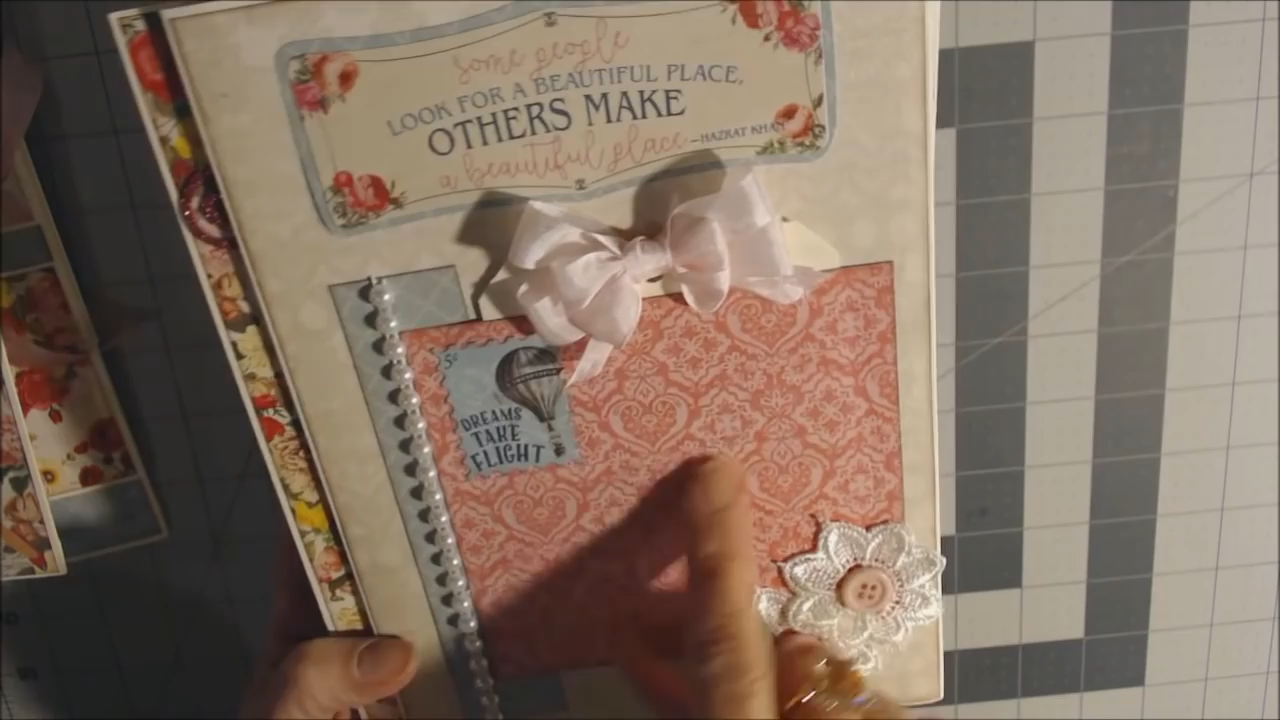 some people
LOOK FOR A BEAUTIFUL PLACE,
OTHERS MAKE
a beautiful place —HAZRAT KHAN
5¢
DREAMS
TAKE
FLIGHT